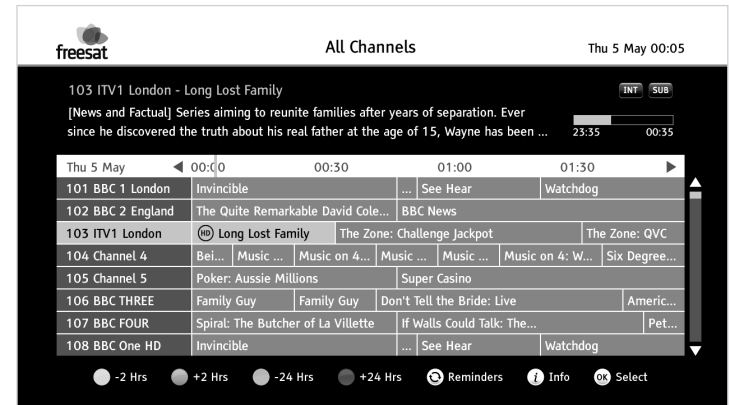 freesat
All Channels
Thu 5 May 00:05
103 ITV1 London - Long Lost Family
INT SUB
[News and Factual] Series aiming to reunite families after years of separation. Ever
since he discovered the truth about his real father at the age of 15, Wayne has been ...
23:35 00:35
Thu 5 May 00:00 00:30 01:00 01:30
101 BBC 1 London Invincible ... See Hear Watchdog
102 BBC 2 England The Quite Remarkable David Cole... BBC News
103 ITV1 London HD Long Lost Family The Zone: Challenge Jackpot The Zone: QVC
104 Channel 4 Bei... Music ... Music on 4... Music ... Music ... Music on 4: W... Six Degree...
105 Channel 5 Poker: Aussie Millions Super Casino
106 BBC THREE Family Guy Family Guy Don't Tell the Bride: Live Americ...
107 BBC FOUR Spiral: The Butcher of La Villette If Walls Could Talk: The... Pet...
108 BBC One HD Invincible ... See Hear Watchdog
-2 Hrs +2 Hrs -24 Hrs +24 Hrs Reminders i Info OK Select